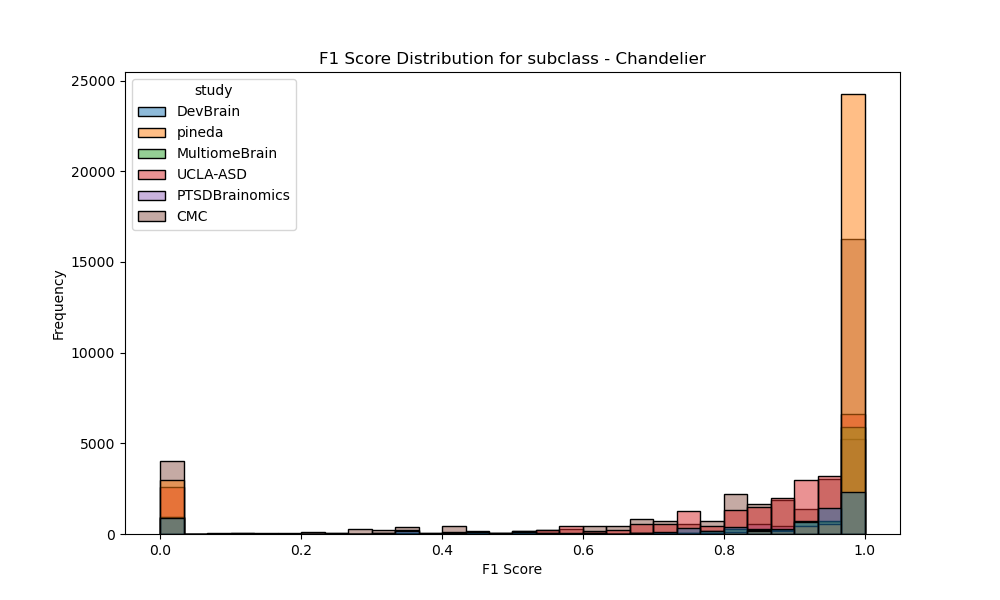 F1 Score Distribution for subclass - Chandelier
study
DevBrain
pineda
MultiomeBrain
UCLA-ASD
PTSDBrainomics
CMC
25000
20000
15000
10000
5000
0
Frequency
0.0 0.2 0.4 0.6 0.8 1.0
F1 Score